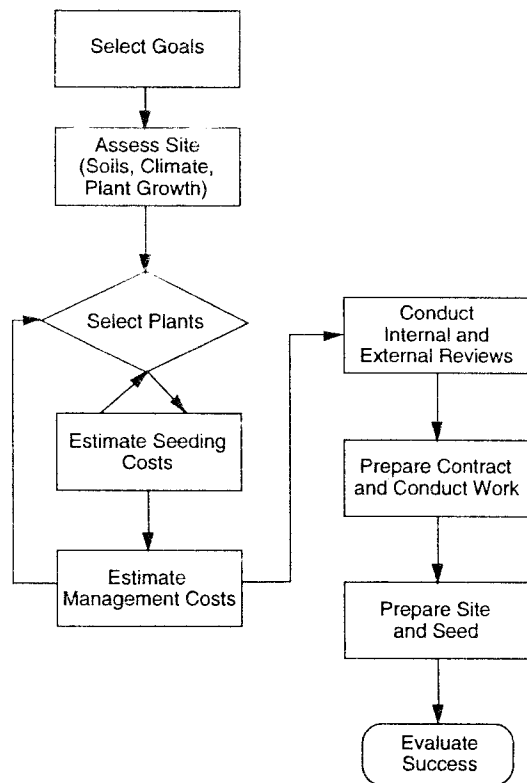 Select Goals
Assess Site
(Soils, Climate,
Plant Growth)
Select Plants
Estimate Seeding
Costs
Estimate
Management Costs
Conduct
Internal and
External Reviews
Prepare Contract
and Conduct Work
Prepare Site
and Seed
Evaluate
Success